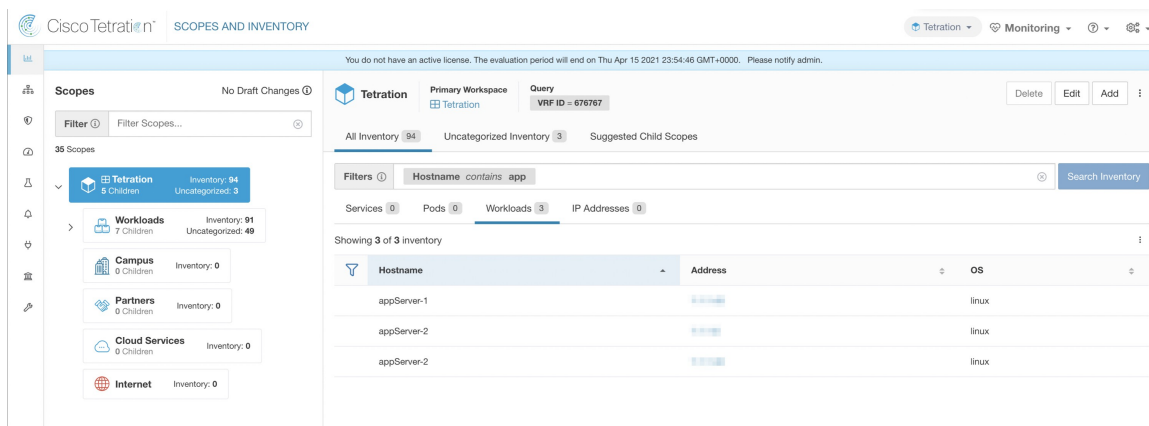 Cisco Tetration™ SCOPES AND INVENTORY
Tetration Monitoring
You do not have an active license. The evaluation period will end on Thu Apr 15 2021 23:54:46 GMT+0000. Please notify admin.
Scopes No Draft Changes
Filter Filter Scopes...
35 Scopes
Tetration Inventory: 94
5 Children Uncategorized: 3
Workloads Inventory: 91
7 Children Uncategorized: 49
Campus
0 Children Inventory: 0
Partners
0 Children Inventory: 0
Cloud Services
0 Children Inventory: 0
Internet Inventory: 0
Tetration
Primary Workspace
Tetration
Query
VRF ID = 676767
Delete Edit Add
All Inventory 94 Uncategorized Inventory 3 Suggested Child Scopes
Filters Hostname contains app Search Inventory
Services 0 Pods 0 Workloads 3 IP Addresses 0
Showing 3 of 3 inventory
Hostname Address OS
appServer-1 linux
appServer-2 linux
appServer-2 linux